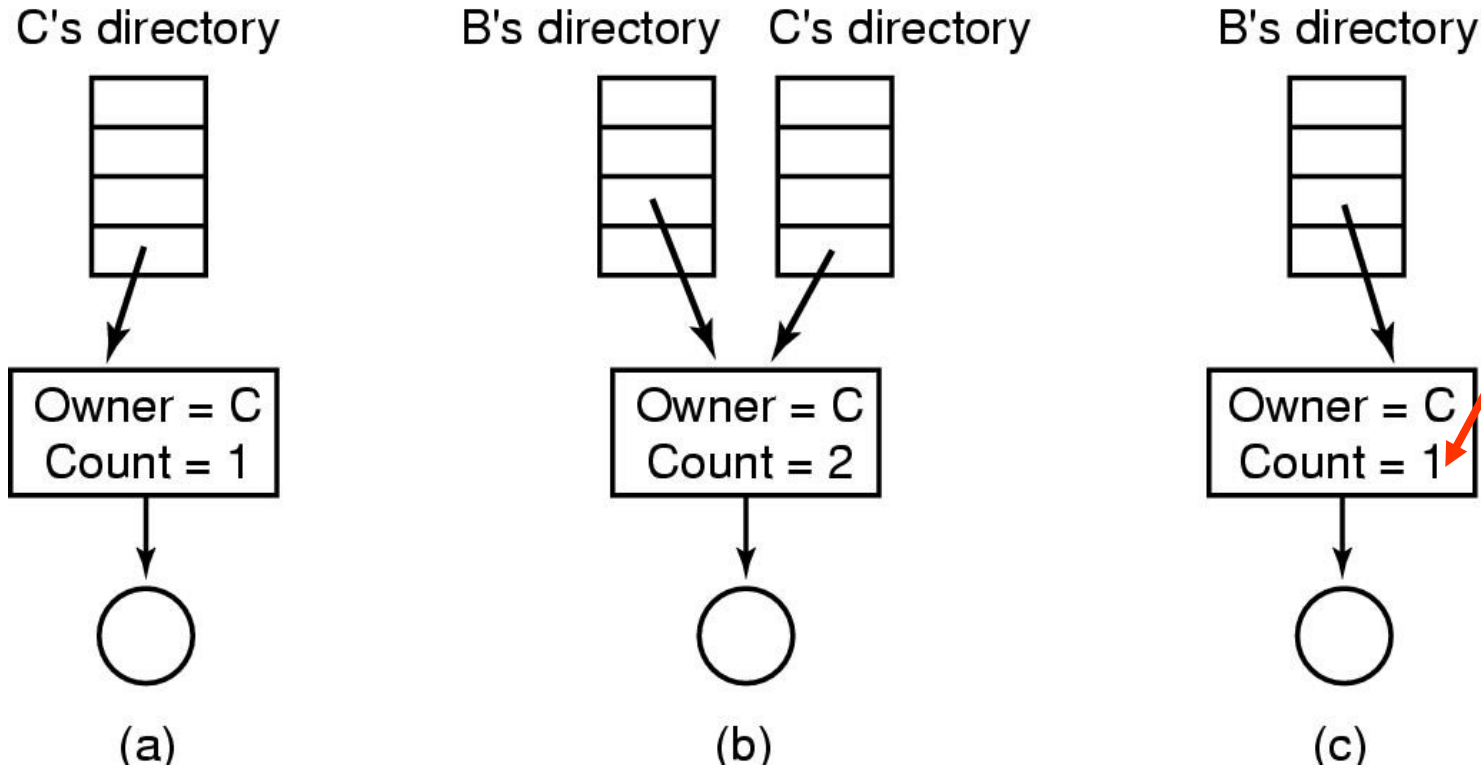 C's directory
B's directory
C's directory
B's directory
Owner = C
Count = 1
Owner = C
Count = 2
Owner = C
Count = 1
(a)
(b)
(c)